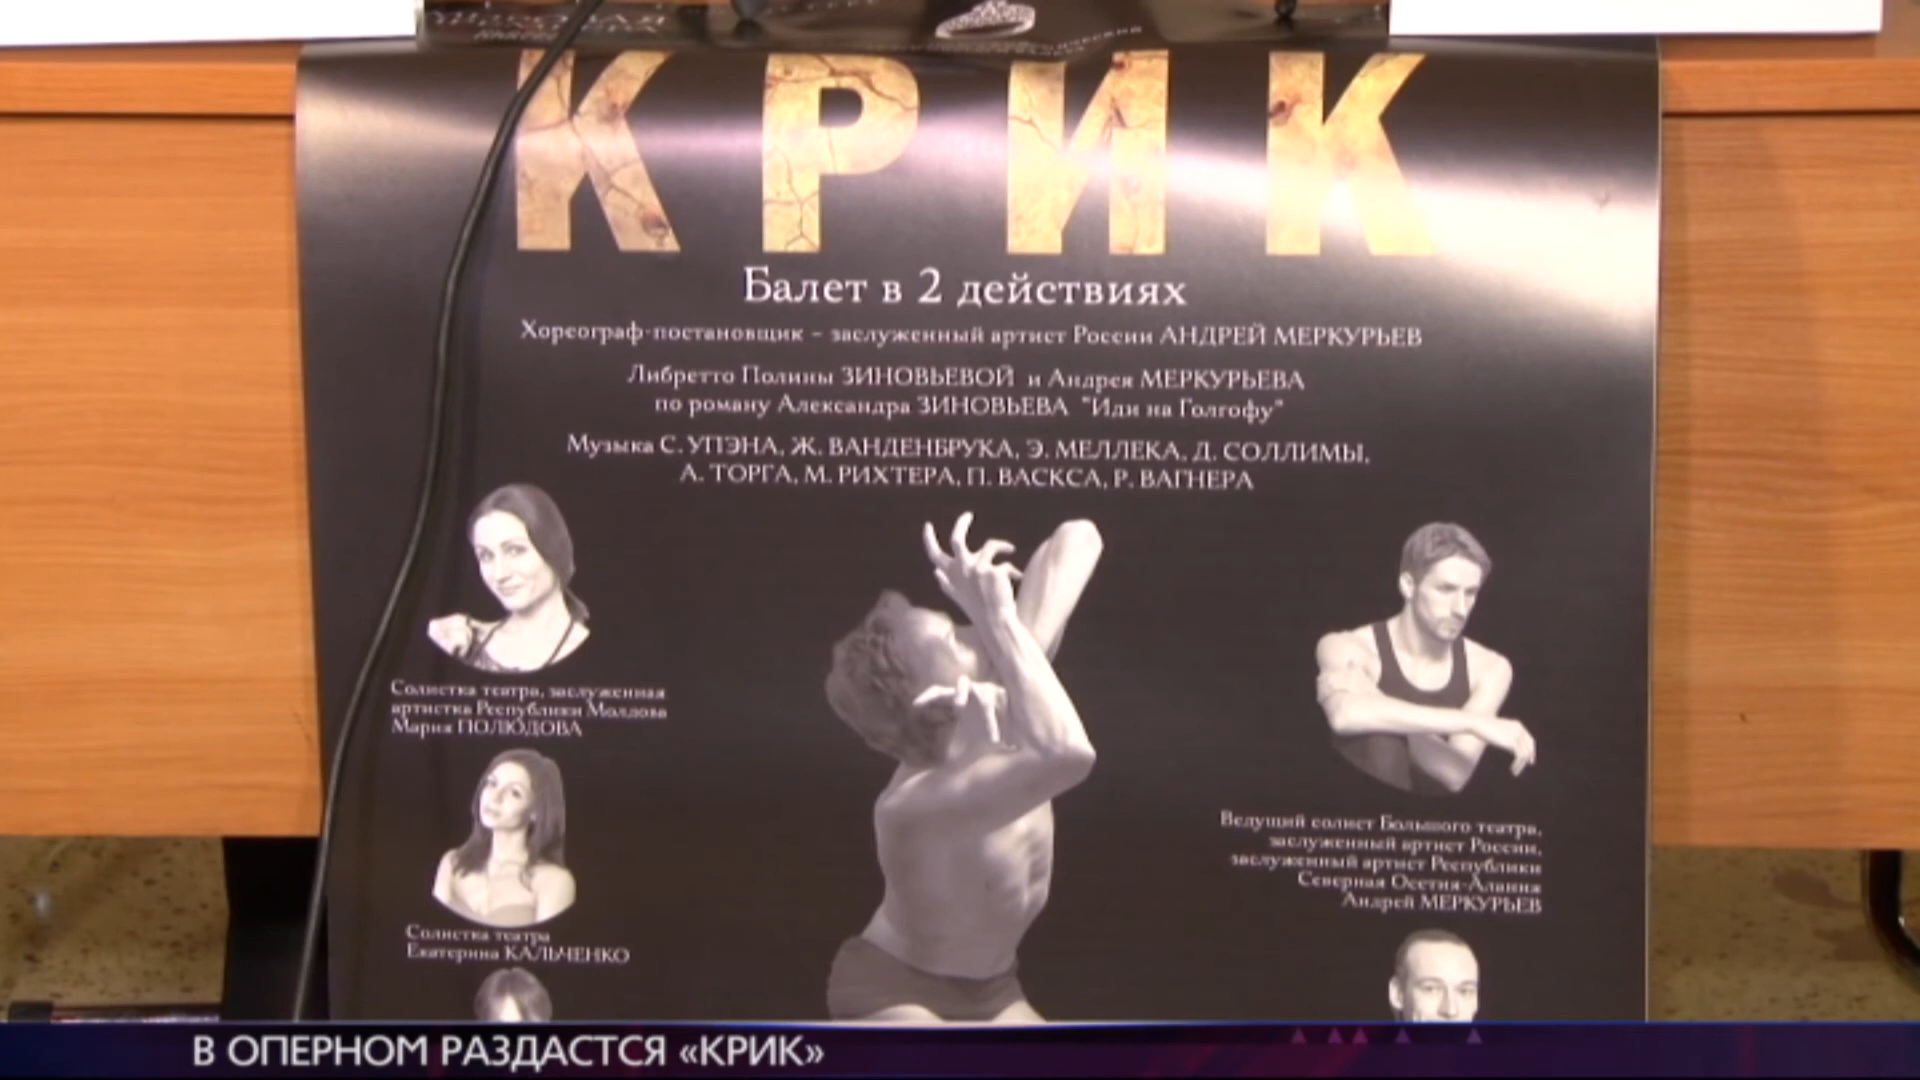 КРИК
Балет в 2 действиях
Хореограф-постановщик – заслуженный артист России АНДРЕЙ МЕРКУРЬЕВ
Либретто Полины ЗИНОВЬЕВОЙ и Андрея МЕРКУРЬЕВА
по роману Александра ЗИНОВЬЕВА "Иди на Голгофу"
Музыка С. УПЭНА, Ж. ВАНДЕНБРУКА, Э. МЕЛЛЕКА, Д. СОЛЛИМЫ,
А. ТОРГА, М. РИХТЕРА, П. ВАСКСА, Р. ВАГНЕРА
Солистка театра, заслуженная
артистка Республики Молдова
Мария ПОЛЮДОВА
Солистка театра
Екатерина КАЛЬЧЕНКО
Ведущий солист Большого театра,
заслуженный артист России,
заслуженный артист Республики
Северная Осетия-Алания
Андрей МЕРКУРЬЕВ
В ОПЕРНОМ РАЗДАСТСЯ «КРИК»